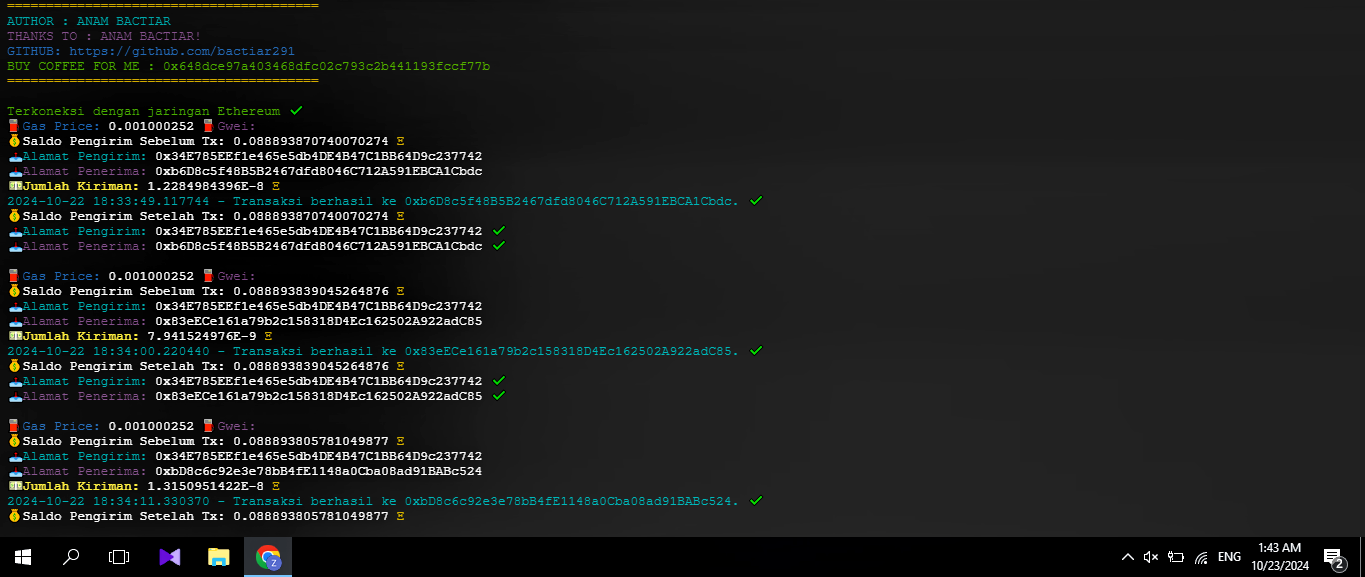 ========================================
AUTHOR : ANAM BACTIAR
THANKS TO : ANAM BACTIAR!
GITHUB: https://github.com/bactiar291
BUY COFFEE FOR ME : 0x648dce97a403468dfc02c793c2b441193fccf77b
========================================
Terkoneksi dengan jaringan Ethereum ✓
Gas Price: 0.001000252 Gwei:
Saldo Pengirim Sebelum Tx: 0.088893870740070274 Ξ
Alamat Pengirim: 0x34E785EEf1e465e5db4DE4B47C1BB64D9c237742
Alamat Penerima: 0xb6D8c5f48B5B2467dfd8046C712A591EBCA1Cbdc
Jumlah Kiriman: 1.2284984396E-8 Ξ
2024-10-22 18:33:49.117744 - Transaksi berhasil ke 0xb6D8c5f48B5B2467dfd8046C712A591EBCA1Cbdc. ✓
Saldo Pengirim Setelah Tx: 0.088893870740070274 Ξ
Alamat Pengirim: 0x34E785EEf1e465e5db4DE4B47C1BB64D9c237742 ✓
Alamat Penerima: 0xb6D8c5f48B5B2467dfd8046C712A591EBCA1Cbdc ✓
Gas Price: 0.001000252 Gwei:
Saldo Pengirim Sebelum Tx: 0.088893839045264876 Ξ
Alamat Pengirim: 0x34E785EEf1e465e5db4DE4B47C1BB64D9c237742
Alamat Penerima: 0x83eECe161a79b2c158318D4Ec162502A922adC85
Jumlah Kiriman: 7.941524976E-9 Ξ
2024-10-22 18:34:00.220440 - Transaksi berhasil ke 0x83eECe161a79b2c158318D4Ec162502A922adC85. ✓
Saldo Pengirim Setelah Tx: 0.088893839045264876 Ξ
Alamat Pengirim: 0x34E785EEf1e465e5db4DE4B47C1BB64D9c237742 ✓
Alamat Penerima: 0x83eECe161a79b2c158318D4Ec162502A922adC85 ✓
Gas Price: 0.001000252 Gwei:
Saldo Pengirim Sebelum Tx: 0.088893805781049877 Ξ
Alamat Pengirim: 0x34E785EEf1e465e5db4DE4B47C1BB64D9c237742
Alamat Penerima: 0xbD8c6c92e3e78bB4fE1148a0Cba08ad91BABc524
Jumlah Kiriman: 1.3150951422E-8 Ξ
2024-10-22 18:34:11.330370 - Transaksi berhasil ke 0xbD8c6c92e3e78bB4fE1148a0Cba08ad91BABc524. ✓
Saldo Pengirim Setelah Tx: 0.088893805781049877 Ξ
Z
ENG
1:43 AM
10/23/2024
2